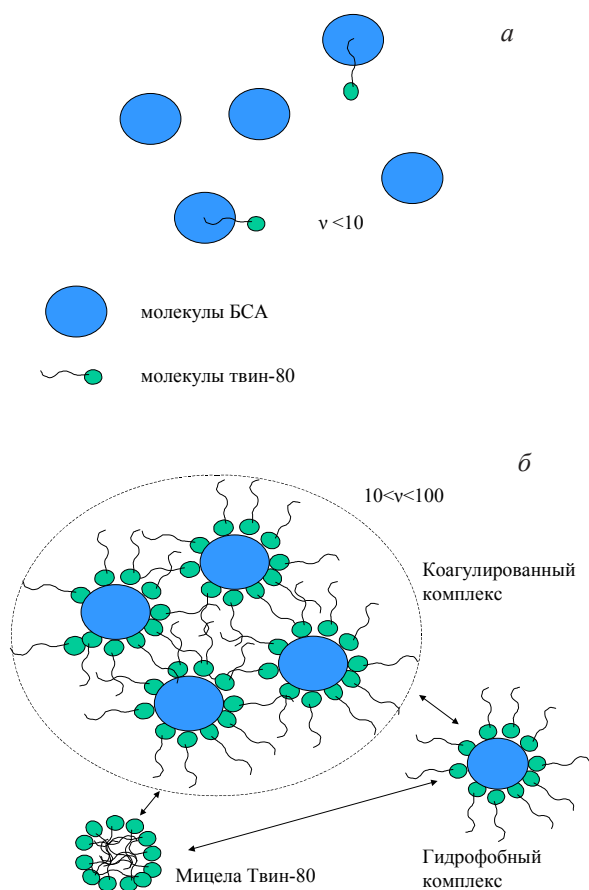 а
ν <10
молекулы БСА
молекулы твин-80
б
10<ν<100
Коагулированный
комплекс
Мицела Твин-80
Гидрофобный
комплекс